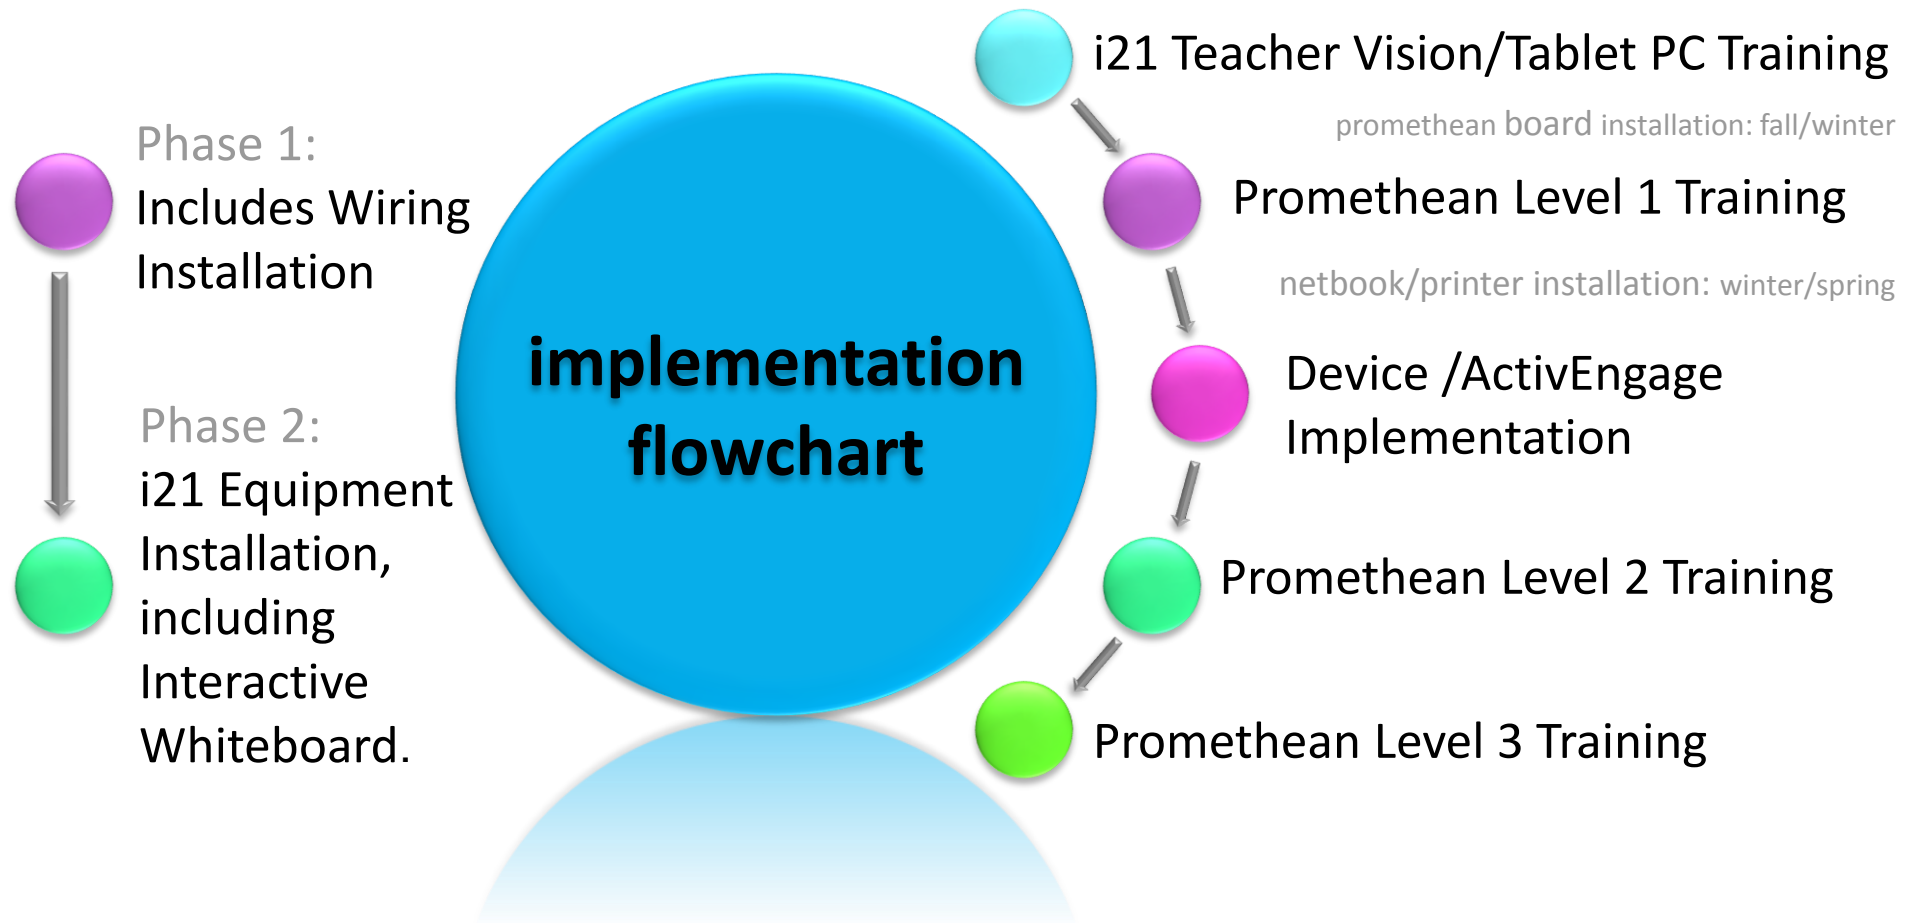 Phase 1:
Includes Wiring
Installation
Phase 2:
i21 Equipment
Installation,
including
Interactive
Whiteboard.
implementation
flowchart
i21 Teacher Vision/Tablet PC Training
promethean board installation: fall/winter
Promethean Level 1 Training
netbook/printer installation: winter/spring
Device /ActivEngage
Implementation
Promethean Level 2 Training
Promethean Level 3 Training